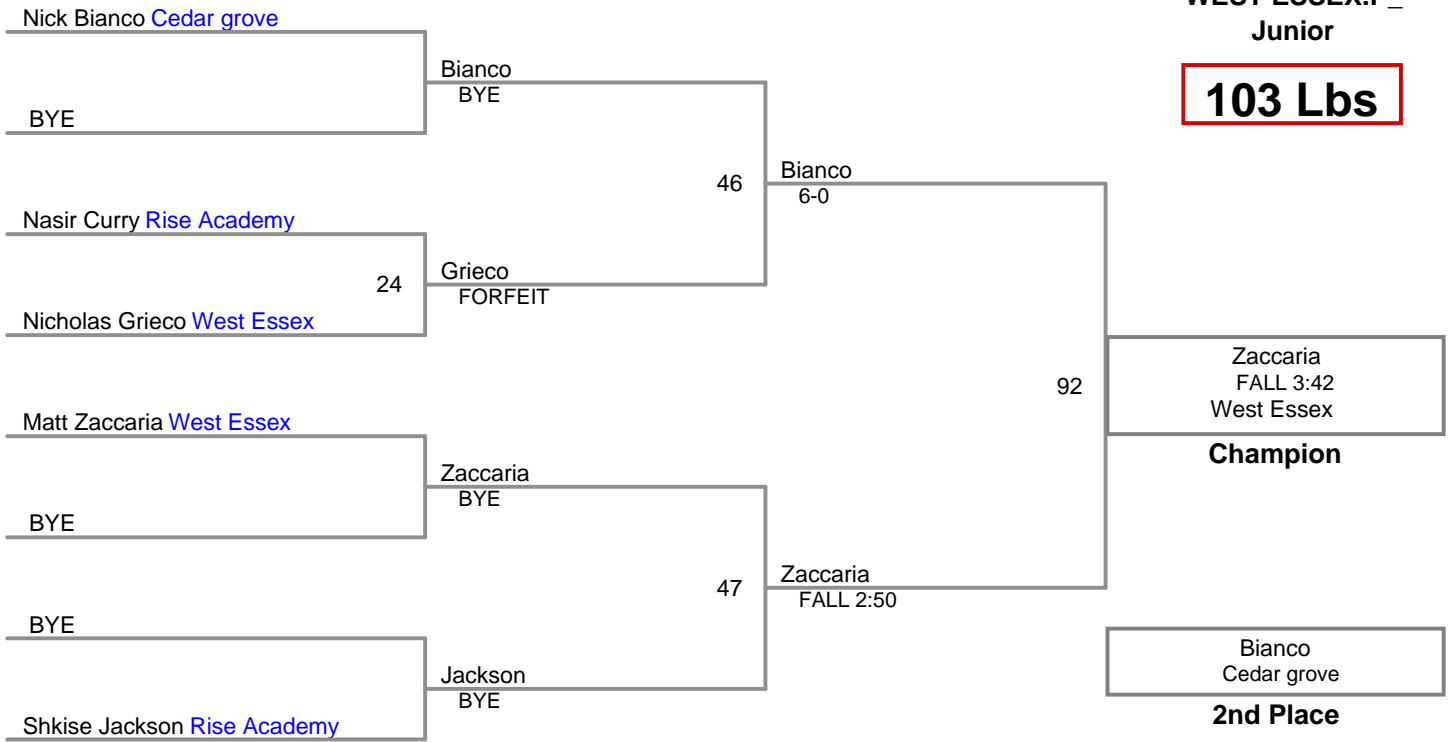 Nick Bianco Cedar grove
BYE
Nasir Curry Rise Academy
24
Nicholas Grieco West Essex
Matt Zaccaria West Essex
BYE
BYE
Shkise Jackson Rise Academy
Bianco
BYE
46
Grieco
FORFEIT
Zaccaria
BYE
47
Jackson
BYE
Bianco
6-0
92
Zaccaria
FALL 2:50
Junior
103 Lbs
Zaccaria
FALL 3:42
West Essex
Champion
Bianco
Cedar grove
2nd Place